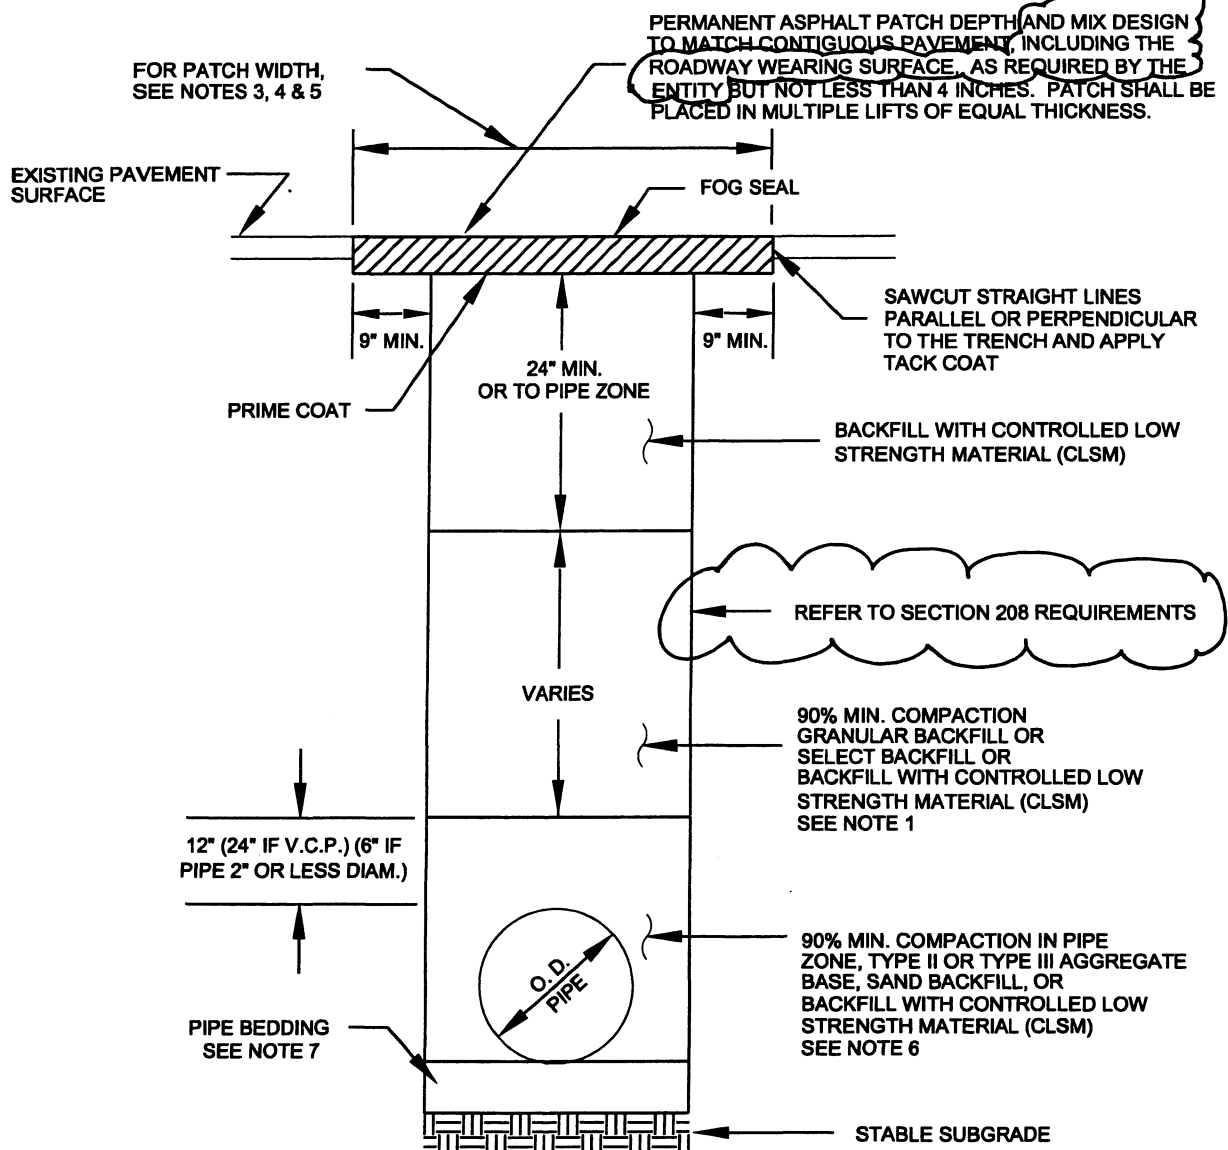 PERMANENT ASPHALT PATCH DEPTH AND MIX DESIGN
TO MATCH CONTIGUOUS PAVEMENT, INCLUDING THE
ROADWAY WEARING SURFACE, AS REQUIRED BY THE
ENTITY BUT NOT LESS THAN 4 INCHES. PATCH SHALL BE
PLACED IN MULTIPLE LIFTS OF EQUAL THICKNESS.
FOR PATCH WIDTH,
SEE NOTES 3, 4 & 5
EXISTING PAVEMENT
SURFACE
FOG SEAL
SAWCUT STRAIGHT LINES
PARALLEL OR PERPENDICULAR
TO THE TRENCH AND APPLY
TACK COAT
9" MIN.
9" MIN.
24" MIN.
OR TO PIPE ZONE
PRIME COAT
BACKFILL WITH CONTROLLED LOW
STRENGTH MATERIAL (CLSM)
REFER TO SECTION 208 REQUIREMENTS
VARIES
90% MIN. COMPACTION
GRANULAR BACKFILL OR
SELECT BACKFILL OR
BACKFILL WITH CONTROLLED LOW
STRENGTH MATERIAL (CLSM)
SEE NOTE 1
12" (24" IF V.C.P.) (6" IF
PIPE 2" OR LESS DIAM.)
O. D.
PIPE
90% MIN. COMPACTION IN PIPE
ZONE, TYPE II OR TYPE III AGGREGATE
BASE, SAND BACKFILL, OR
BACKFILL WITH CONTROLLED LOW
STRENGTH MATERIAL (CLSM)
SEE NOTE 6
PIPE BEDDING
SEE NOTE 7
STABLE SUBGRADE